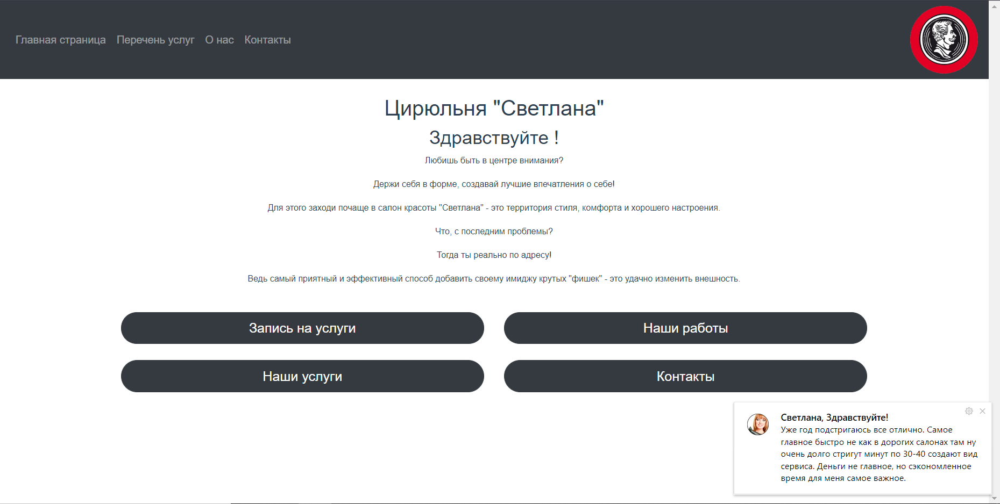 Главная страница Перечень услуг О нас Контакты
Цирюльня "Светлана"
Здравствуйте !
Любишь быть в центре внимания?
Держи себя в форме, создавай лучшие впечатления о себе!
Для этого заходи почаще в салон красоты "Светлана" - это территория стиля, комфорта и хорошего настроения.
Что, с последним проблемы?
Тогда ты реально по адресу!
Ведь самый приятный и эффективный способ добавить своему имиджу крутых "фишек" - это удачно изменить внешность.
Запись на услуги
Наши работы
Наши услуги
Контакты
Светлана, Здравствуйте!
Уже год подстригаюсь все отлично. Самое
главное быстро не как в дорогих салонах там ну
очень долго стригут минут по 30-40 создают вид
сервиса. Деньги не главное, но сэкономленное
время для меня самое важное.